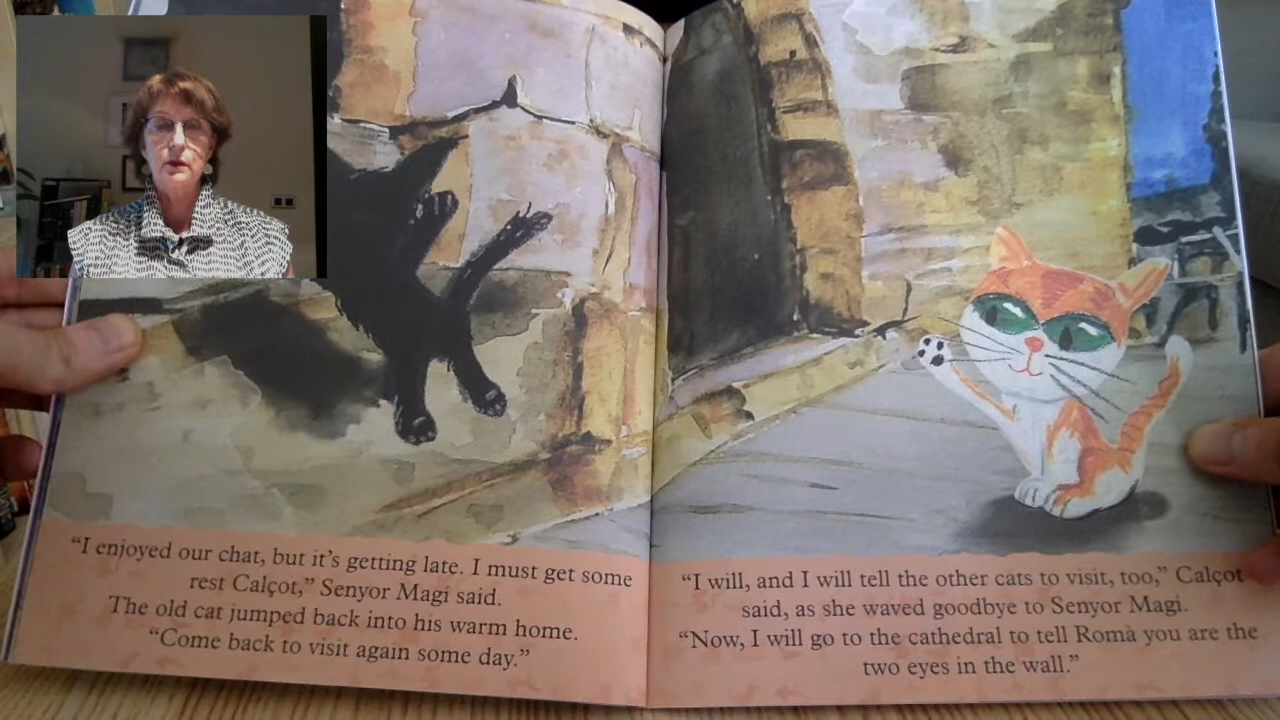 “I enjoyed our chat, but it’s getting late. I must get some
rest Calçot,” Senyor Magí said.
The old cat jumped back into his warm home.
“Come back to visit again some day.”
“I will, and I will tell the other cats to visit, too,” Calçot
said, as she waved goodbye to Senyor Magí.
“Now, I will go to the cathedral to tell Romà you are the
two eyes in the wall.”